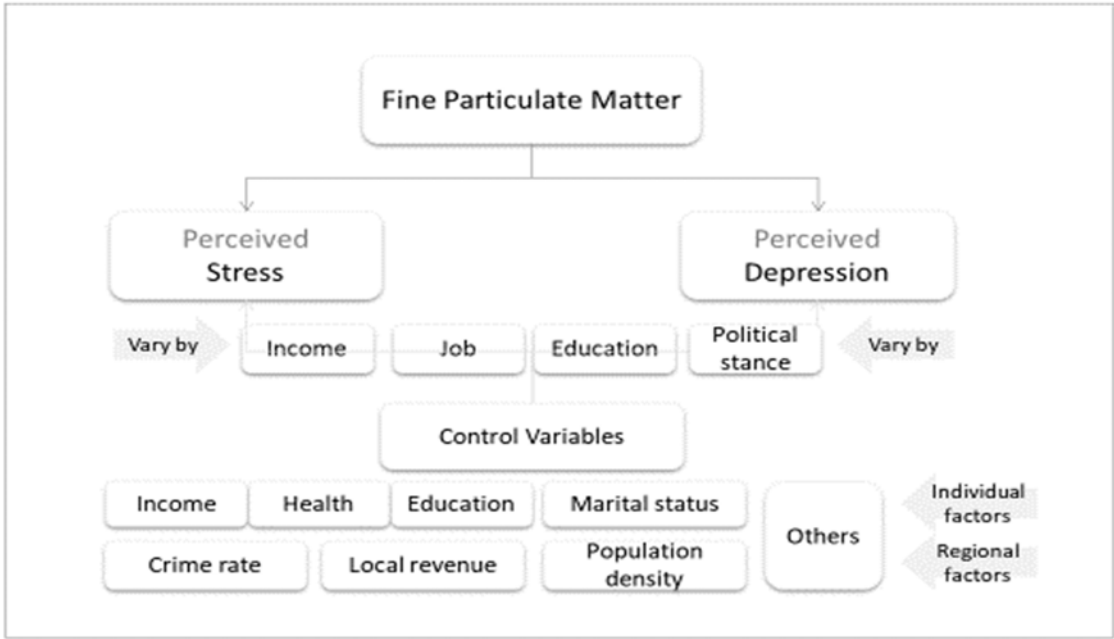 Fine Particulate Matter
Perceived
Stress
Perceived
Depression
Vary by
Income
Job
Education
Political
stance
Vary by
Control Variables
Income
Health
Education
Marital status
Others
Individual
factors
Crime rate
Local revenue
Population
density
Regional
factors